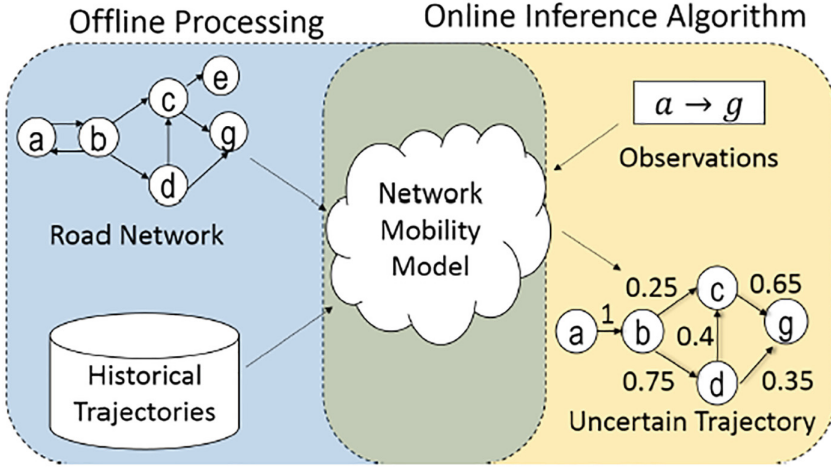 Offline Processing
Online Inference Algorithm
e
c
a
b
g
d
Road Network
Historical
Trajectories
Network
Mobility
Model
a → g
Observations
0.25
c
0.65
1
a
b
0.4
g
0.75
d
0.35
Uncertain Trajectory